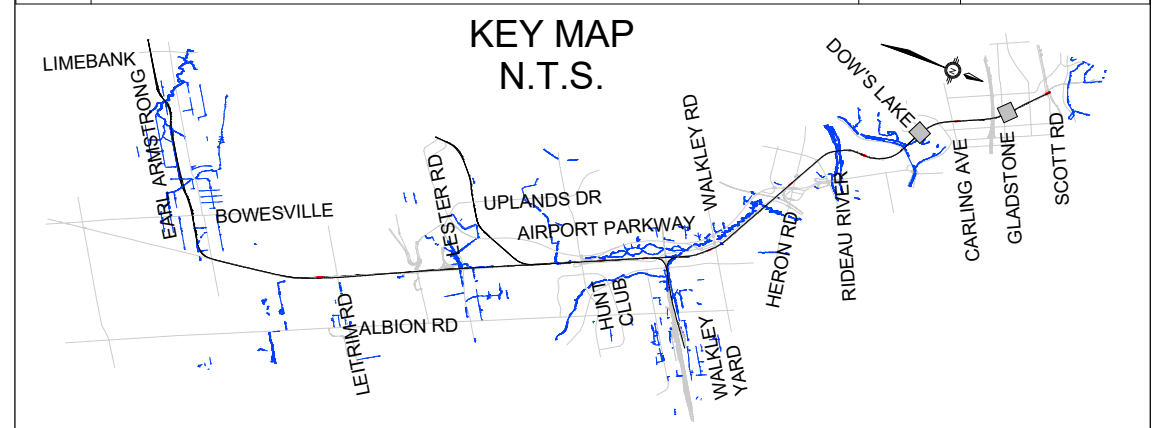 KEY MAP
N.T.S.
LIMEBANK
EARL ARMSTRONG
BOWESVILLE
LESTER RD
UPLANDS DR
AIRPORT PARKWAY
WALKLEY RD
DOW'S LAKE
N
CARLING AVE
GLADSTONE
SCOTT RD
RIDEAU RIVER
HERON RD
HUNT
CLUB
LEITRIM RD
ALBION RD
WALKLEY
YARD